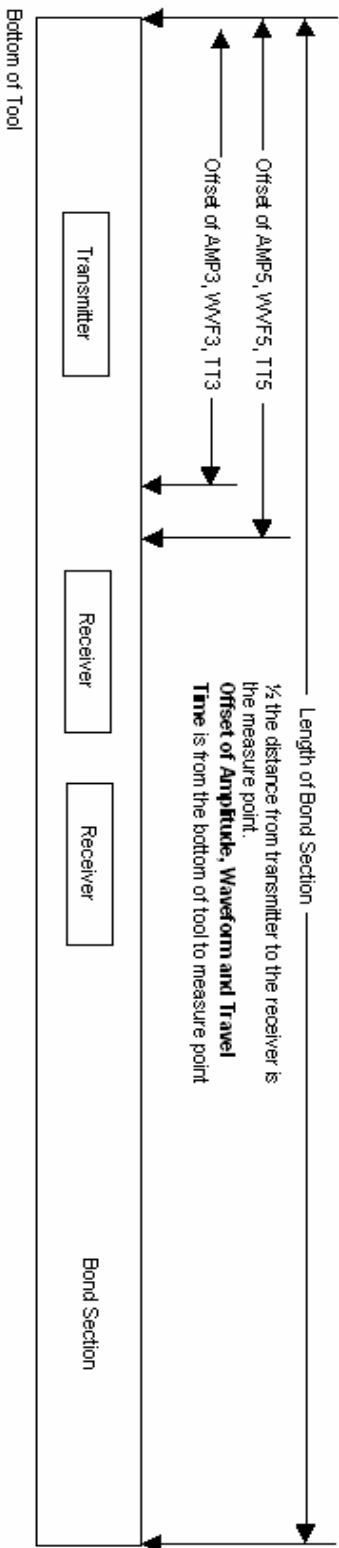 Length of Bond Section
½ the distance from transmitter to the receiver is
the measure point.
Offset of Amplitude, Waveform and Travel
Time is from the bottom of tool to measure point
Offset of AMP5, WVF5, TT5
Offset of AMP3, WVF3, TT3
Transmitter
Receiver
Receiver
Bond Section
Bottom of Tool